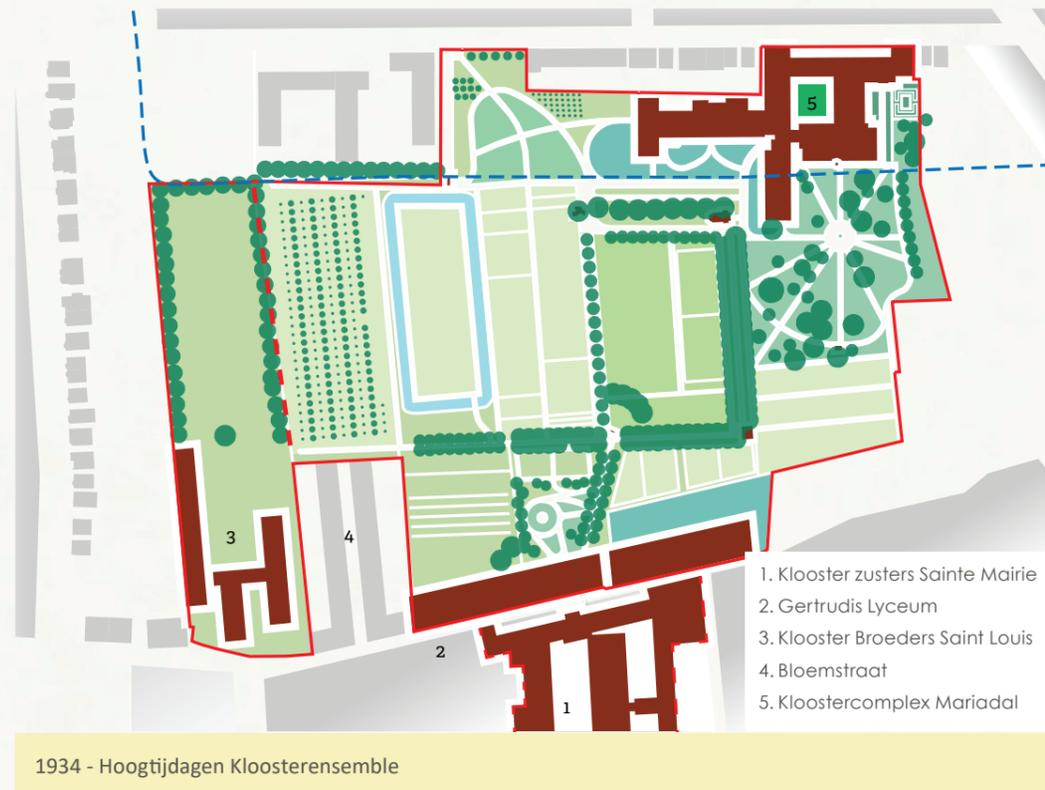 5
3
4
2
1
1. Klooster zusters Sainte Mairie
2. Gertrudis Lyceum
3. Klooster Broeders Saint Louis
4. Bloemstraat
5. Kloostercomplex Mariadal
1934 - Hoogtijdagen Kloosterensemble